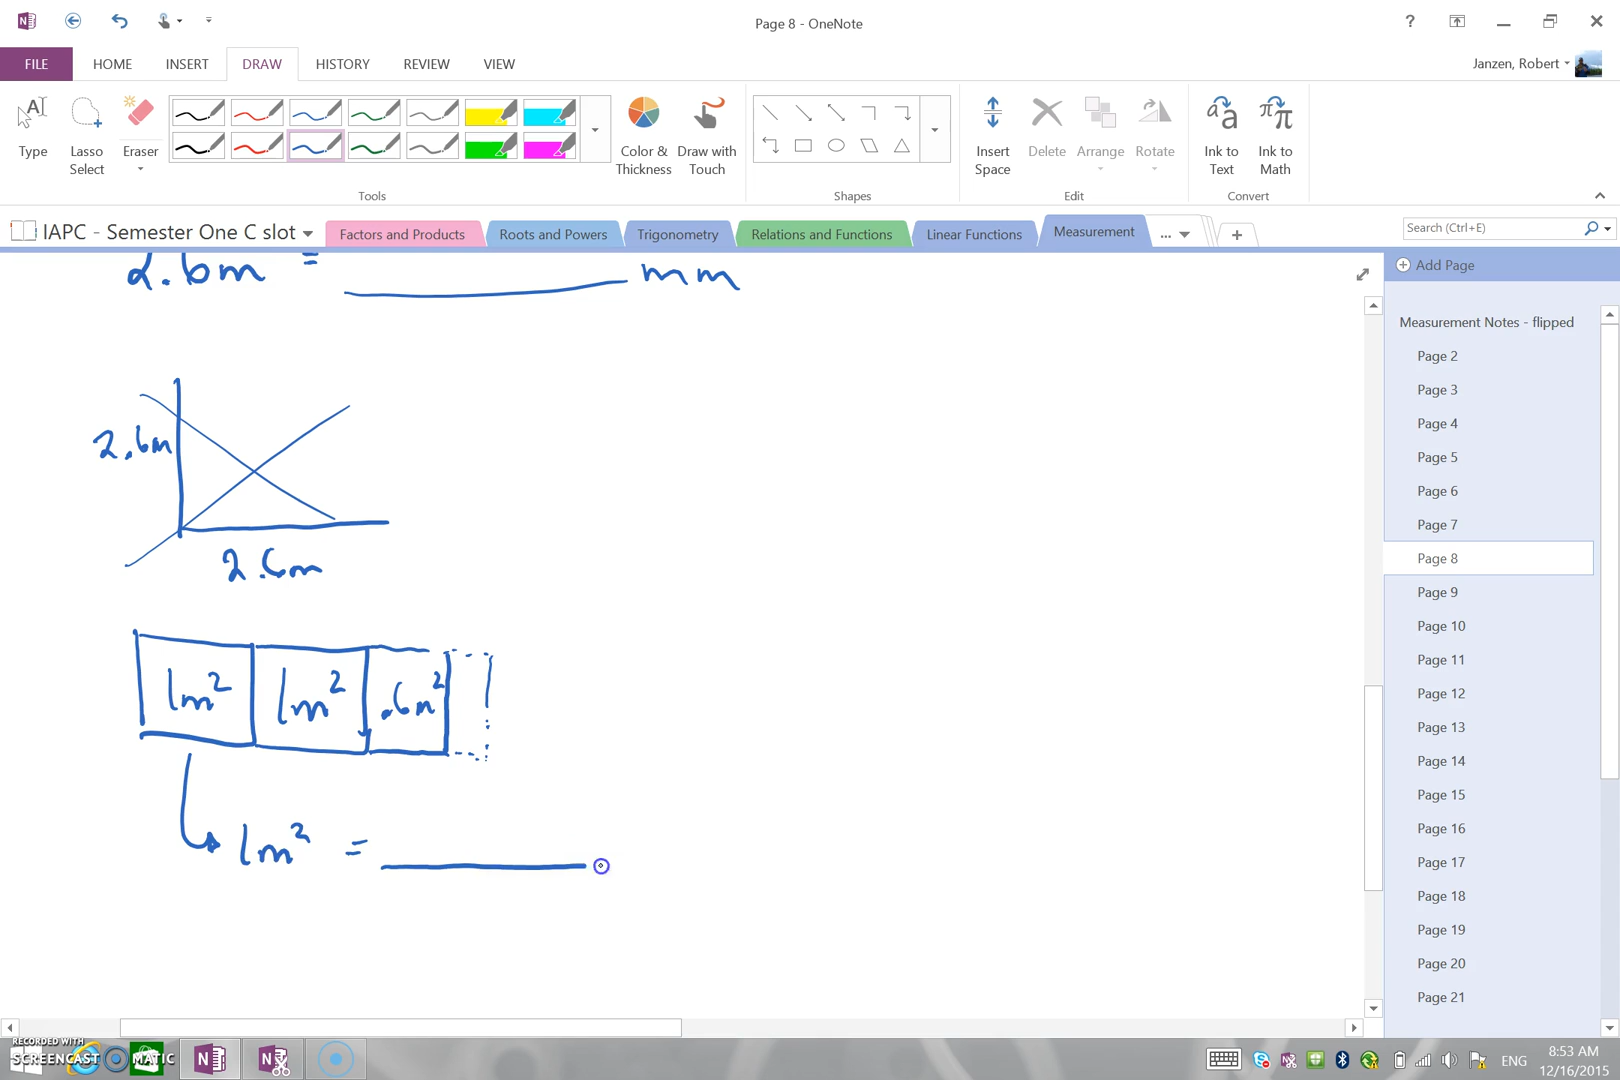 Page 8 - OneNote
?
FILE
HOME
INSERT
DRAW
HISTORY
REVIEW
VIEW
Janzen, Robert
Type
Lasso
Select
Eraser
Color &
Thickness
Draw with
Touch
Insert
Space
Delete
Arrange
Rotate
Ink to
Text
Ink to
Math
Tools
Shapes
Edit
Convert
IAPC - Semester One C slot
Factors and Products
Roots and Powers
Trigonometry
Relations and Functions
Linear Functions
Measurement
...
Search (Ctrl+E)
Add Page
Measurement Notes - flipped
Page 2
Page 3
Page 4
Page 5
Page 6
Page 7
Page 8
Page 9
Page 10
Page 11
Page 12
Page 13
Page 14
Page 15
Page 16
Page 17
Page 18
Page 19
Page 20
Page 21
2.6m = ______ mm
2.6m
2.6m
1m² 1m² .6m²
1m² = ______
RECORDED WITH
SCREENCAST MATIC
ENG
8:53 AM
12/16/2015